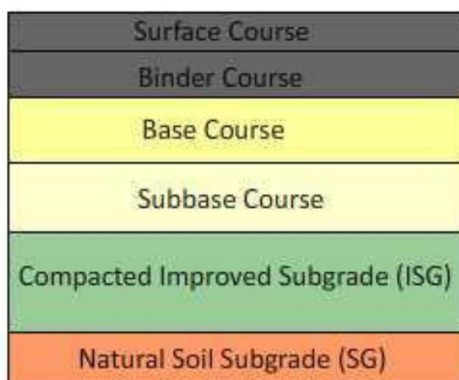 Surface Course
Binder Course
Base Course
Subbase Course
Compacted Improved Subgrade (ISG)
Natural Soil Subgrade (SG)